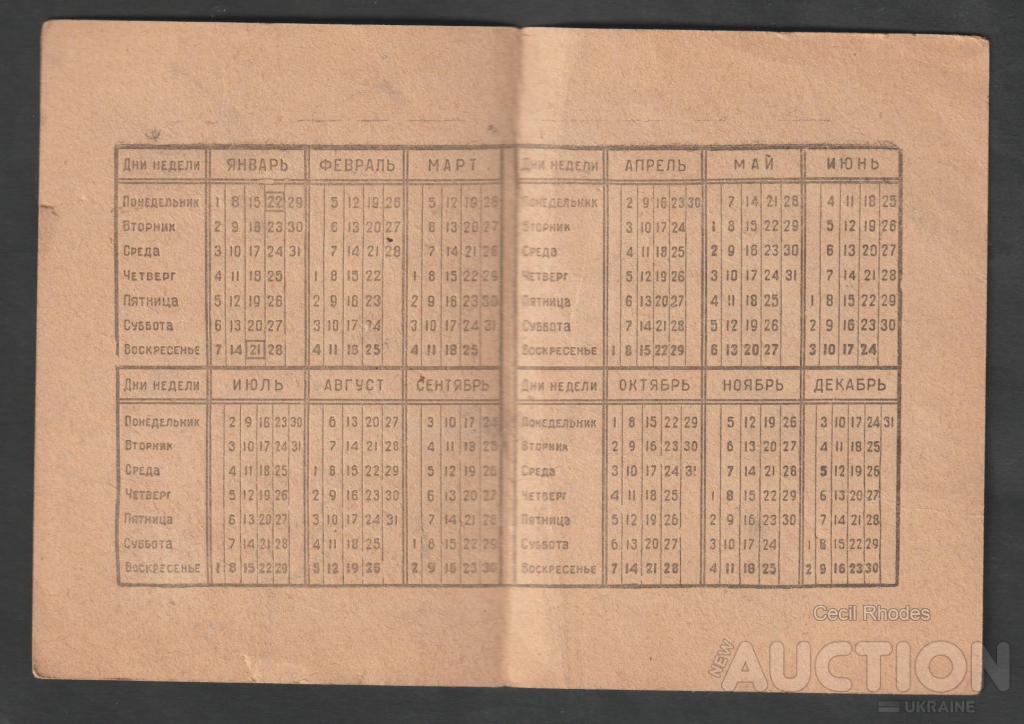 Дни недели ЯНВАРЬ ФЕВРАЛЬ МАРТ Дни недели АПРЕЛЬ МАЙ ИЮНЬ
Понедельник 1 8 15 22 29 5 12 19 26 5 12 19 26 Понедельник 2 9 16 23 30 7 14 21 28 4 11 18 25
Вторник 2 9 16 23 30 6 13 20 27 6 13 20 27 Вторник 3 10 17 24 1 8 15 22 29 5 12 19 26
Среда 3 10 17 24 31 7 14 21 28 7 14 21 28 Среда 4 11 18 25 2 9 16 23 30 6 13 20 27
Четверг 4 11 18 25 1 8 15 22 1 8 15 22 29 Четверг 5 12 19 26 3 10 17 24 31 7 14 21 28
Пятница 5 12 19 26 2 9 16 23 2 9 16 23 30 Пятница 6 13 20 27 4 11 18 25 1 8 15 22 29
Суббота 6 13 20 27 3 10 17 24 3 10 17 24 31 Суббота 7 14 21 28 5 12 19 26 2 9 16 23 30
Воскресенье 7 14 21 28 4 11 18 25 4 11 18 25 Воскресенье 1 8 15 22 29 6 13 20 27 3 10 17 24
Дни недели ИЮЛЬ АВГУСТ СЕНТЯБРЬ Дни недели ОКТЯБРЬ НОЯБРЬ ДЕКАБРЬ
Понедельник 2 9 16 23 30 6 13 20 27 3 10 17 24 Понедельник 1 8 15 22 29 5 12 19 26 3 10 17 24 31
Вторник 3 10 17 24 31 7 14 21 28 4 11 18 25 Вторник 2 9 16 23 30 6 13 20 27 4 11 18 25
Среда 4 11 18 25 1 8 15 22 29 5 12 19 26 Среда 3 10 17 24 31 7 14 21 28 5 12 19 26
Четверг 5 12 19 26 2 9 16 23 30 6 13 20 27 Четверг 4 11 18 25 1 8 15 22 29 6 13 20 27
Пятница 6 13 20 27 3 10 17 24 31 7 14 21 28 Пятница 5 12 19 26 2 9 16 23 30 7 14 21 28
Суббота 7 14 21 28 4 11 18 25 1 8 15 22 29 Суббота 6 13 20 27 3 10 17 24 1 8 15 22 29
Воскресенье 1 8 15 22 29 5 12 19 26 2 9 16 23 30 Воскресенье 7 14 21 28 4 11 18 25 2 9 16 23 30
Cecil Rhodes
NEW AUCTION
UKRAINE